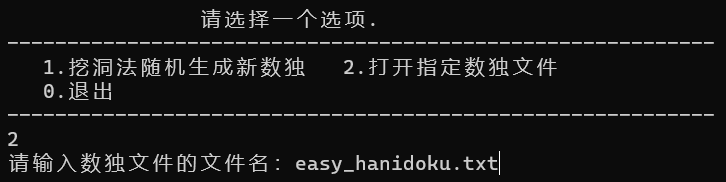 请选择一个选项.
------------------------------------------------------------
1.挖洞法随机生成新数独 2.打开指定数独文件
0.退出
------------------------------------------------------------
2
请输入数独文件的文件名: easy_hanidoku.txt